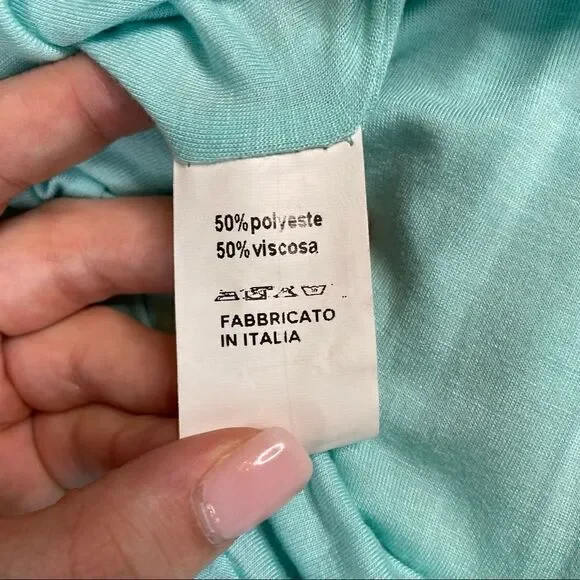 50%polyeste
50%viscosa
FABBRICATO
IN ITALIA